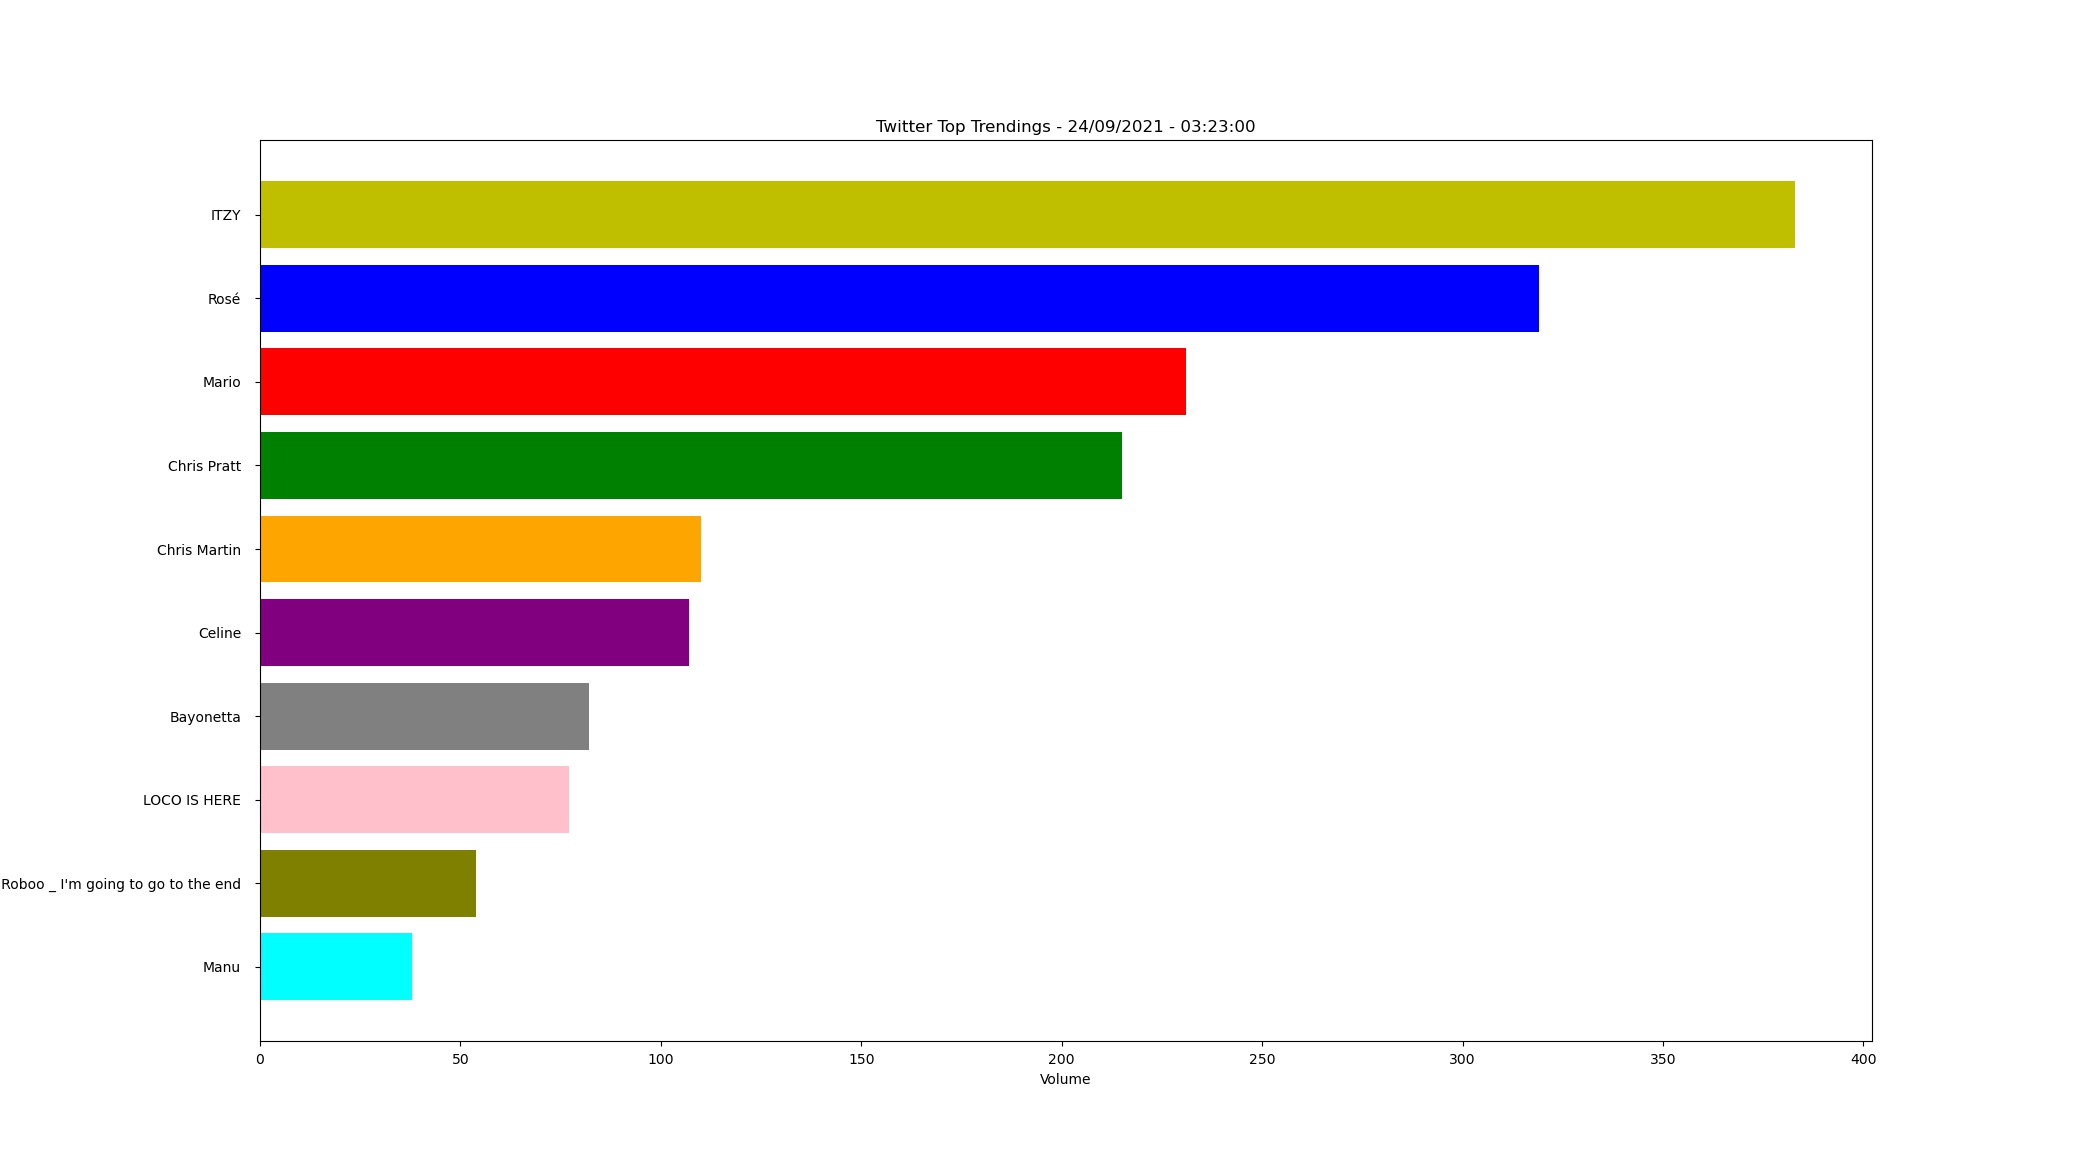 Twitter Top Trendings - 24/09/2021 - 03:23:00
ITZY
Rosé
Mario
Chris Pratt
Chris Martin
Celine
Bayonetta
LOCO IS HERE
Roboo _ I'm going to go to the end
Manu
0 50 100 150 200 250 300 350 400
Volume